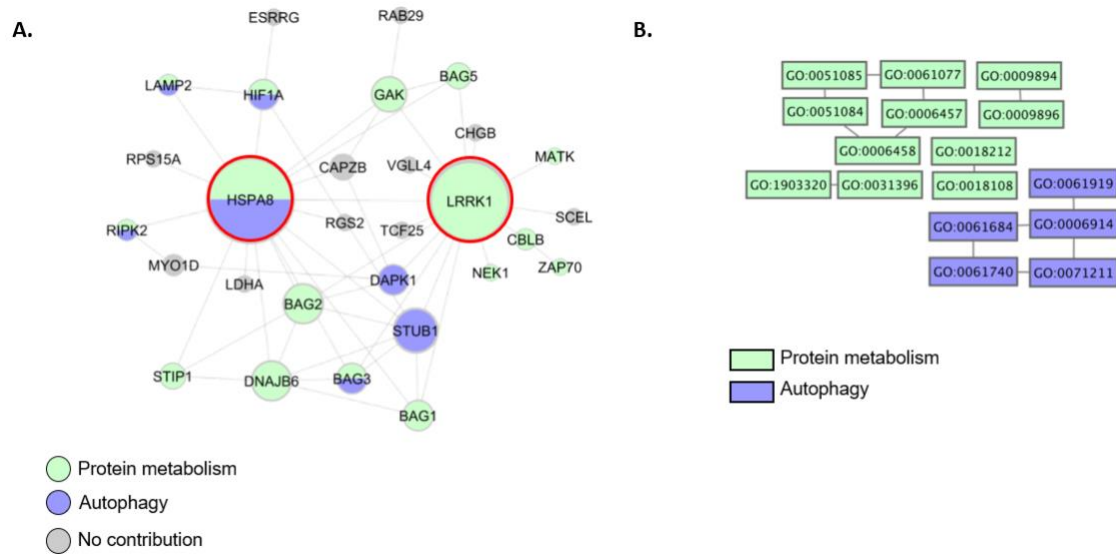 A.
ESRRG
RAB29
LAMP2
HIF1A
GAK
BAG5
CHGB
RPS15A
CAPZB
VGLL4
MATK
HSPA8
LRRK1
RIPK2
RGS2
TCF25
SCEL
CBLB
MYO1D
LDHA
DAPK1
NEK1
ZAP70
BAG2
STUB1
STIP1
DNAJB6
BAG3
BAG1
Protein metabolism
Autophagy
No contribution
B.
GO:0051085
GO:0061077
GO:0009894
GO:0051084
GO:0006457
GO:0009896
GO:0006458
GO:0018212
GO:1903320
GO:0031396
GO:0018108
GO:0061919
GO:0061684
GO:0006914
GO:0061740
GO:0071211
Protein metabolism
Autophagy